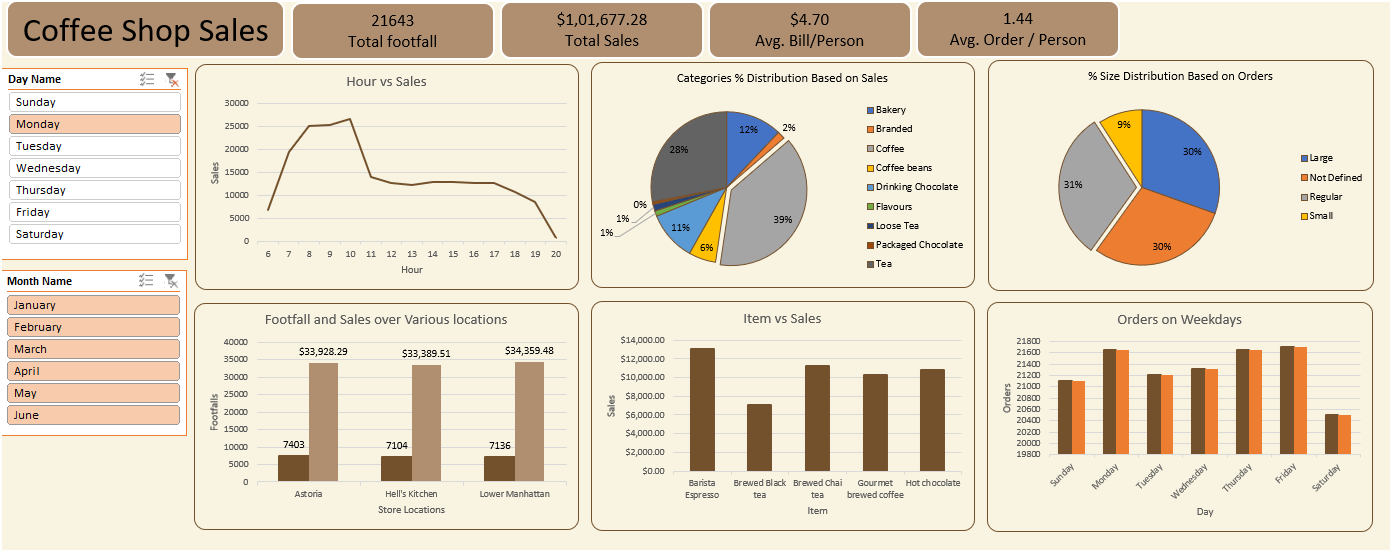 Coffee Shop Sales
21643
Total footfall
$1,01,677.28
Total Sales
$4.70
Avg. Bill/Person
1.44
Avg. Order / Person
Day Name
Sunday
Monday
Tuesday
Wednesday
Thursday
Friday
Saturday
Month Name
January
February
March
April
May
June
Hour vs Sales
30000
25000
20000
15000
10000
5000
0
Sales
6 7 8 9 10 11 12 13 14 15 16 17 18 19 20
Hour
Categories % Distribution Based on Sales
12%
2%
39%
6%
11%
1%
1%
0%
28%
Bakery
Branded
Coffee
Coffee beans
Drinking Chocolate
Flavours
Loose Tea
Packaged Chocolate
Tea
% Size Distribution Based on Orders
30%
30%
31%
9%
Large
Not Defined
Regular
Small
Footfall and Sales over Various locations
40000
35000
30000
25000
20000
15000
10000
5000
0
Footfalls
$33,928.29
$33,389.51
$34,359.48
7403
7104
7136
Astoria
Hell's Kitchen
Lower Manhattan
Store Locations
Item vs Sales
$14,000.00
$12,000.00
$10,000.00
$8,000.00
$6,000.00
$4,000.00
$2,000.00
$0.00
Sales
Barista
Espresso
Brewed Black
tea
Brewed Chai
tea
Gourmet
brewed coffee
Hot chocolate
Item
Orders on Weekdays
21800
21600
21400
21200
21000
20800
20600
20400
20200
20000
19800
Orders
Sunday
Monday
Tuesday
Wednesday
Thursday
Friday
Saturday
Day